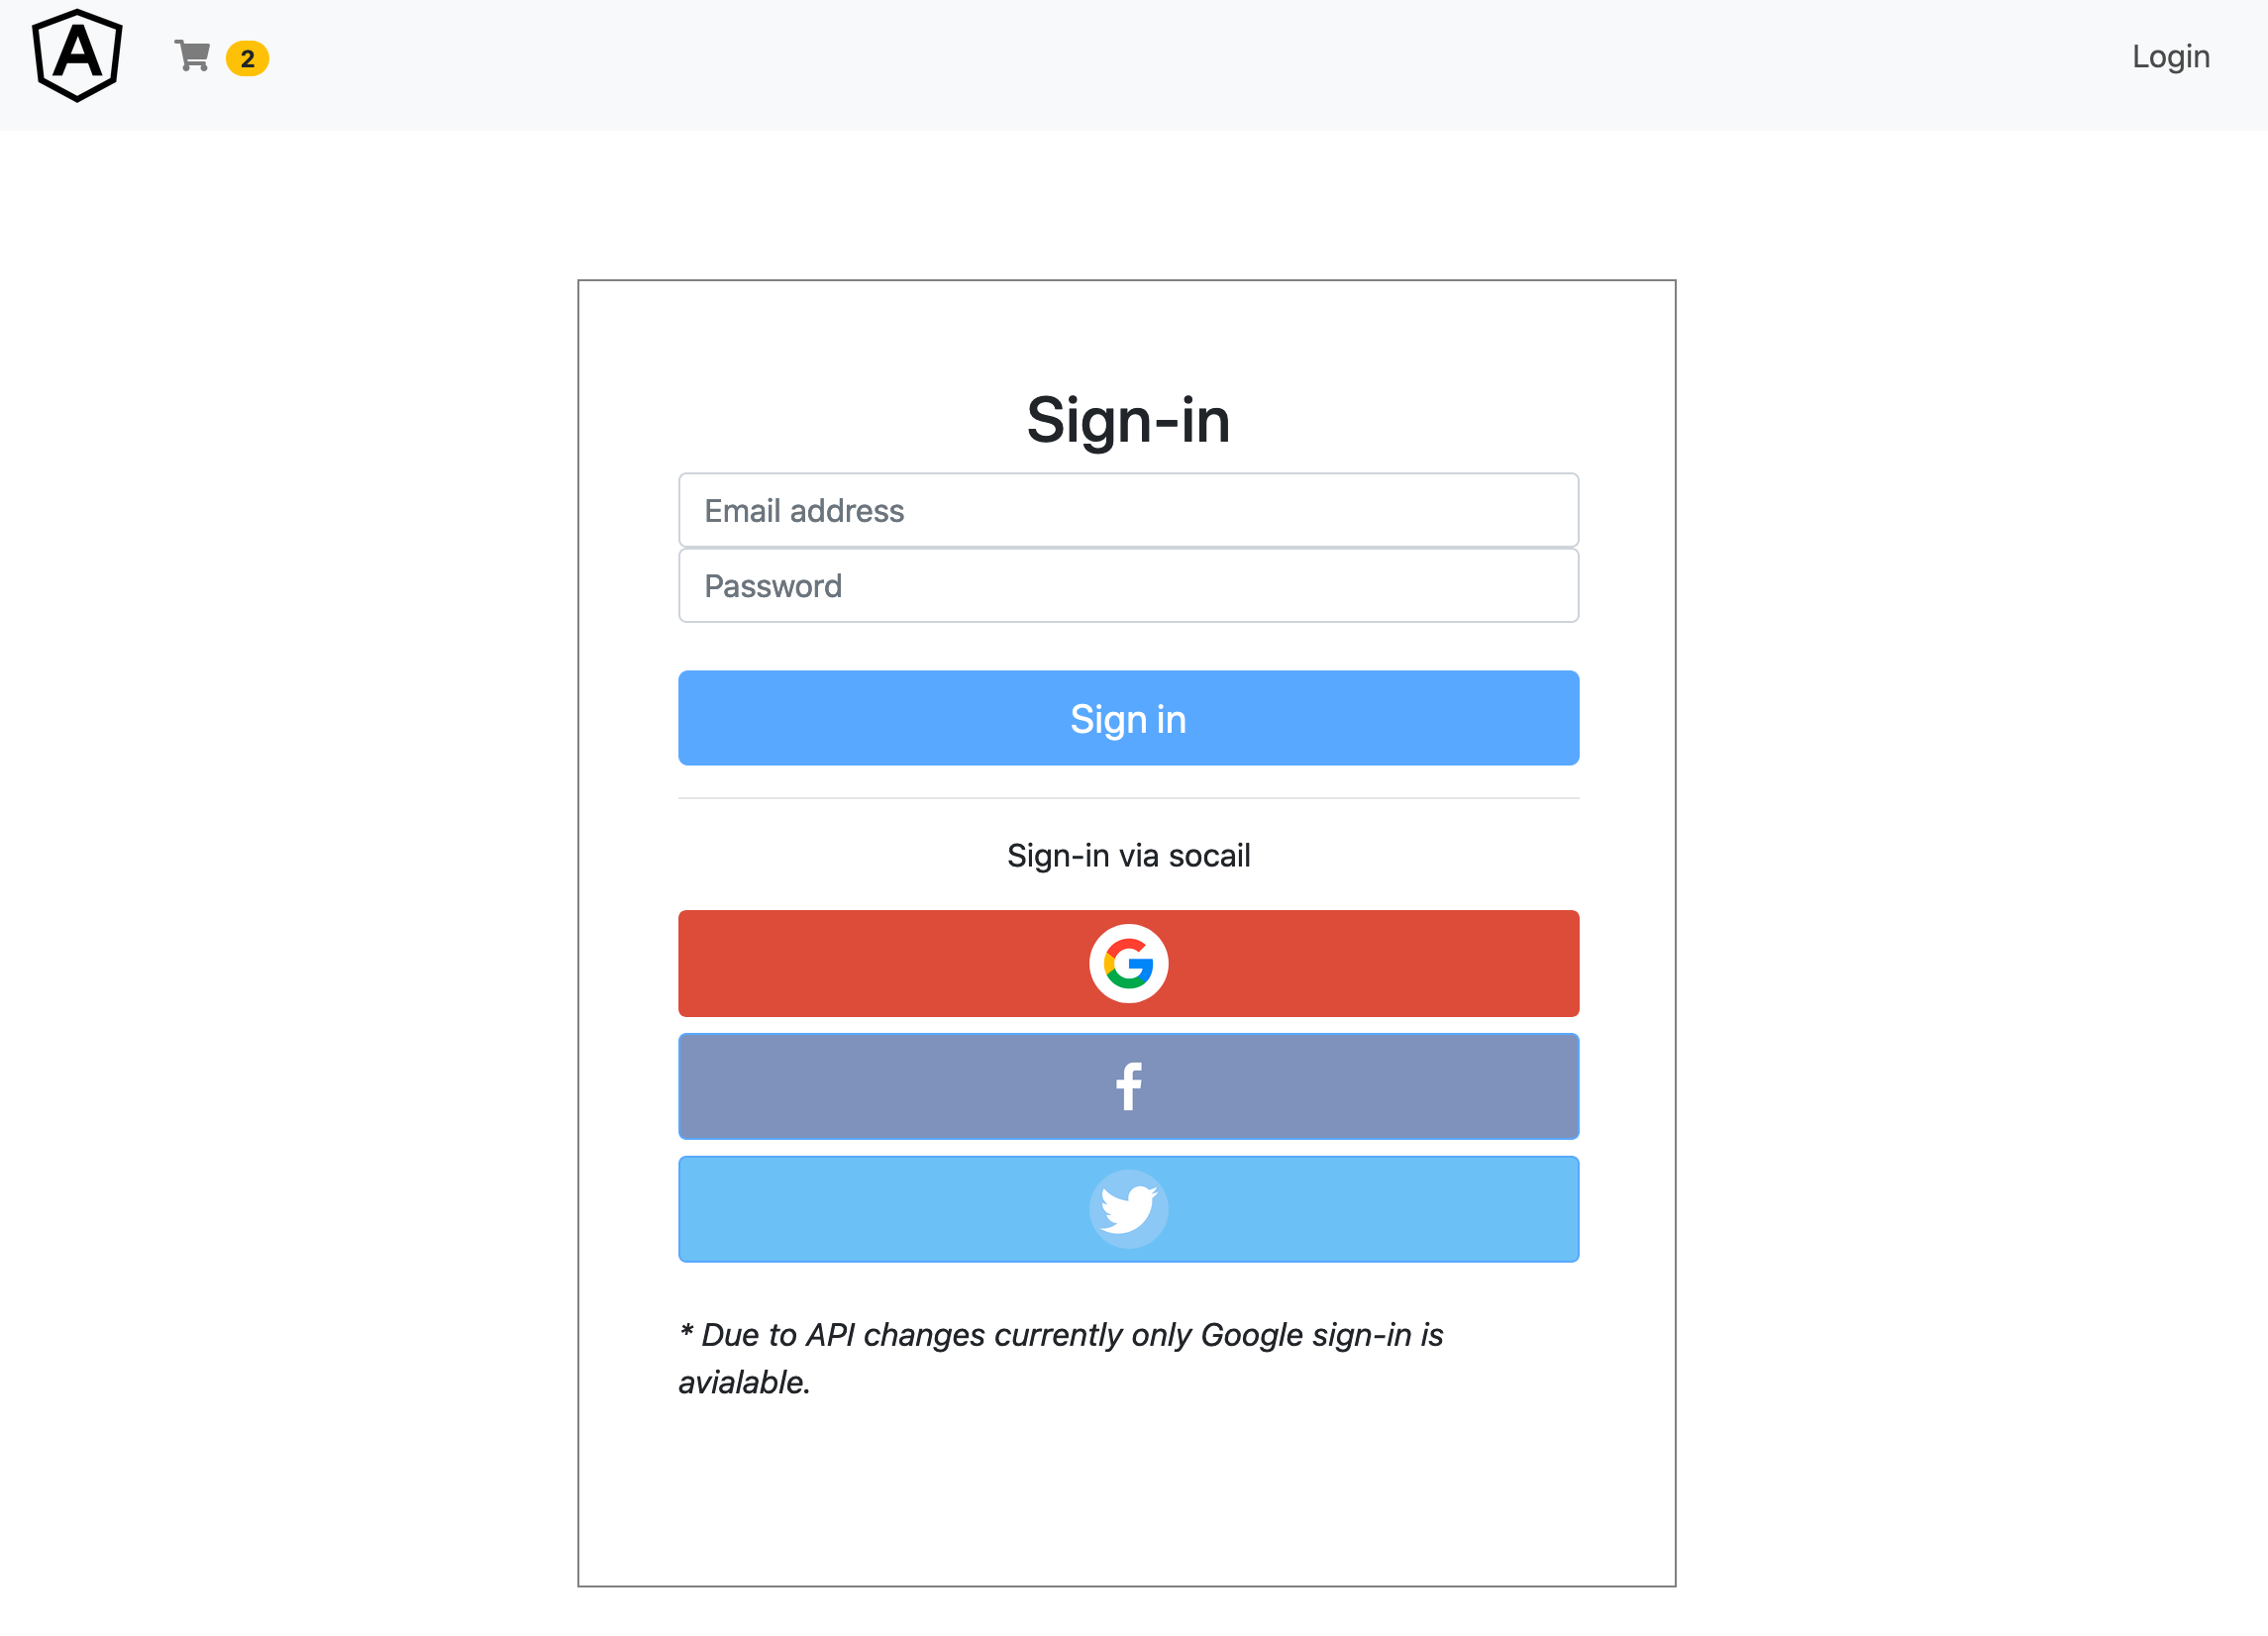 A
2
Login
Sign-in
Email address
Password
Sign in
Sign-in via socail
G
f
* Due to API changes currently only Google sign-in is
avialable.